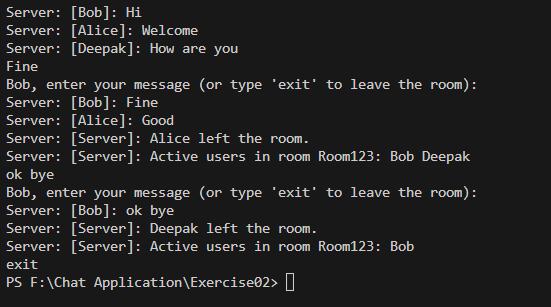 Server: [Bob]: Hi
Server: [Alice]: Welcome
Server: [Deepak]: How are you
Fine
Bob, enter your message (or type 'exit' to leave the room):
Server: [Bob]: Fine
Server: [Alice]: Good
Server: [Server]: Alice left the room.
Server: [Server]: Active users in room Room123: Bob Deepak
ok bye
Bob, enter your message (or type 'exit' to leave the room):
Server: [Bob]: ok bye
Server: [Server]: Deepak left the room.
Server: [Server]: Active users in room Room123: Bob
exit
PS F:\Chat Application\Exercise02>